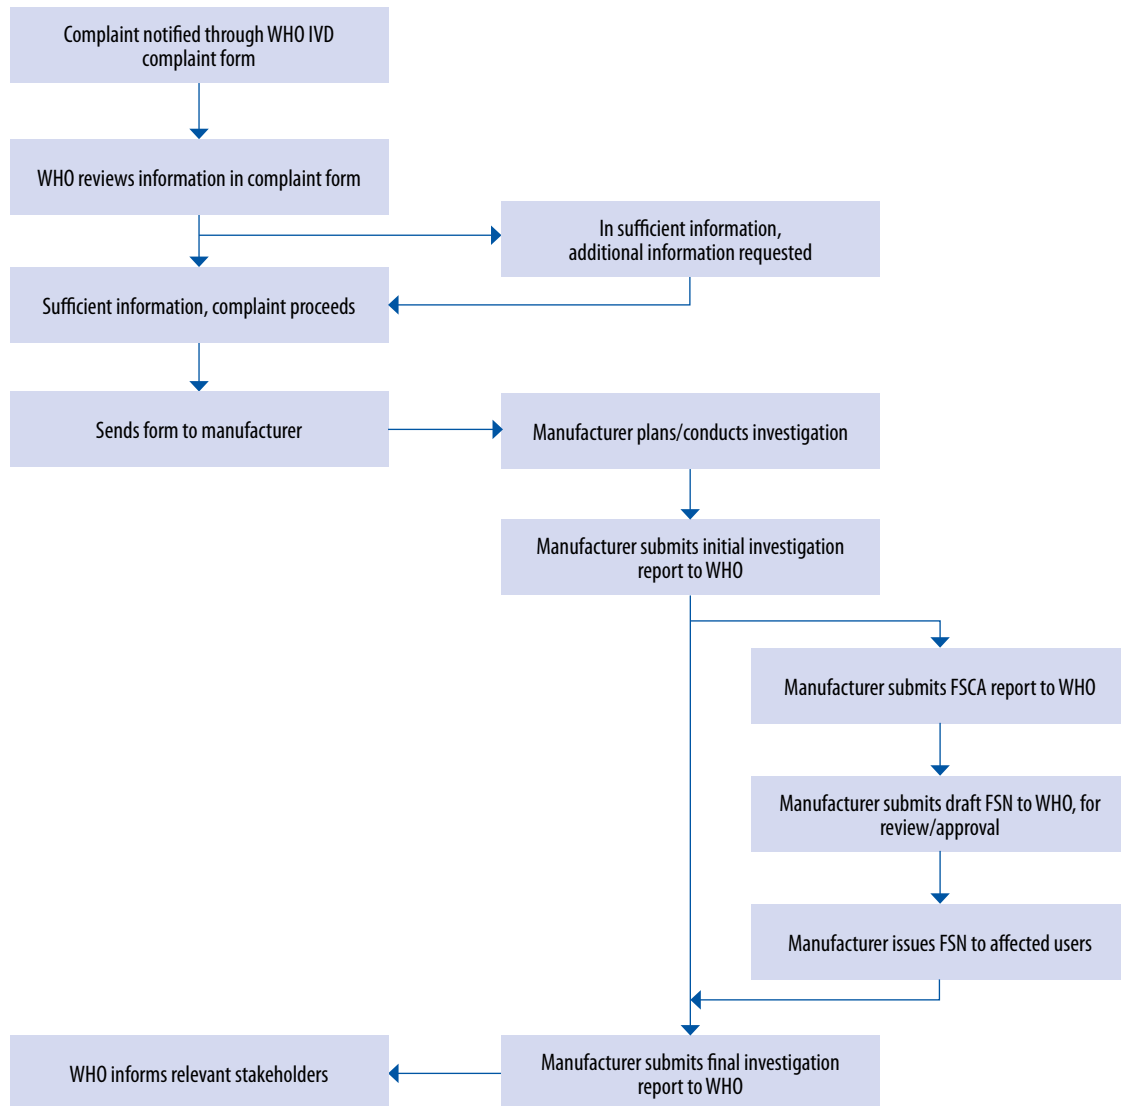 Complaint notified through WHO IVD
complaint form
WHO reviews information in complaint form
In sufficient information,
additional information requested
Sufficient information, complaint proceeds
Sends form to manufacturer
Manufacturer plans/conducts investigation
Manufacturer submits initial investigation
report to WHO
Manufacturer submits FSCA report to WHO
Manufacturer submits draft FSN to WHO, for
review/approval
Manufacturer issues FSN to affected users
WHO informs relevant stakeholders
Manufacturer submits final investigation
report to WHO